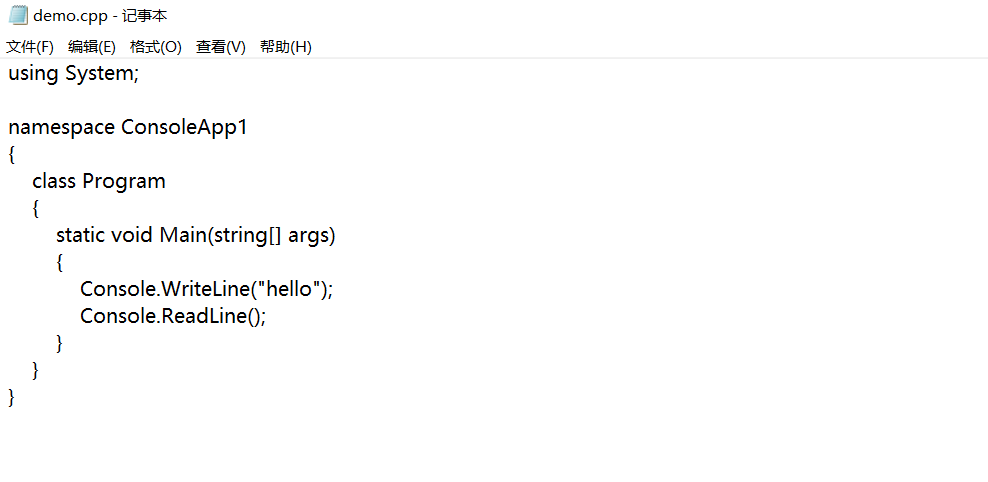 demo.cpp - 记事本
文件(F) 编辑(E) 格式(O) 查看(V) 帮助(H)
using System;
namespace ConsoleApp1
{
class Program
{
static void Main(string[] args)
{
Console.WriteLine("hello");
Console.ReadLine();
}
}
}